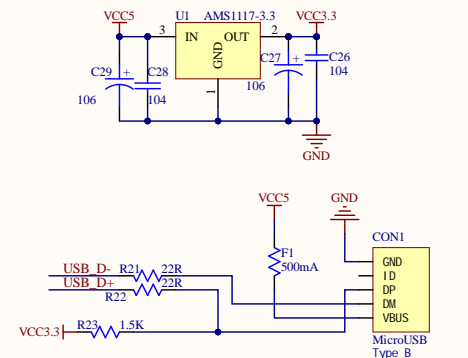 VCC5 U1 AMS1117-3.3 VCC3.3
3 IN OUT 2
GND
C29 + C28 C27 + C26
106 104 1 106 104
GND
VCC5 GND
CON1
F1
500mA
GND
ID
DP
DM
VBUS
USB_D- R21 22R
USB_D+ 22R
R22
VCC3.3 R23 1.5K
MicroUSB
Type B